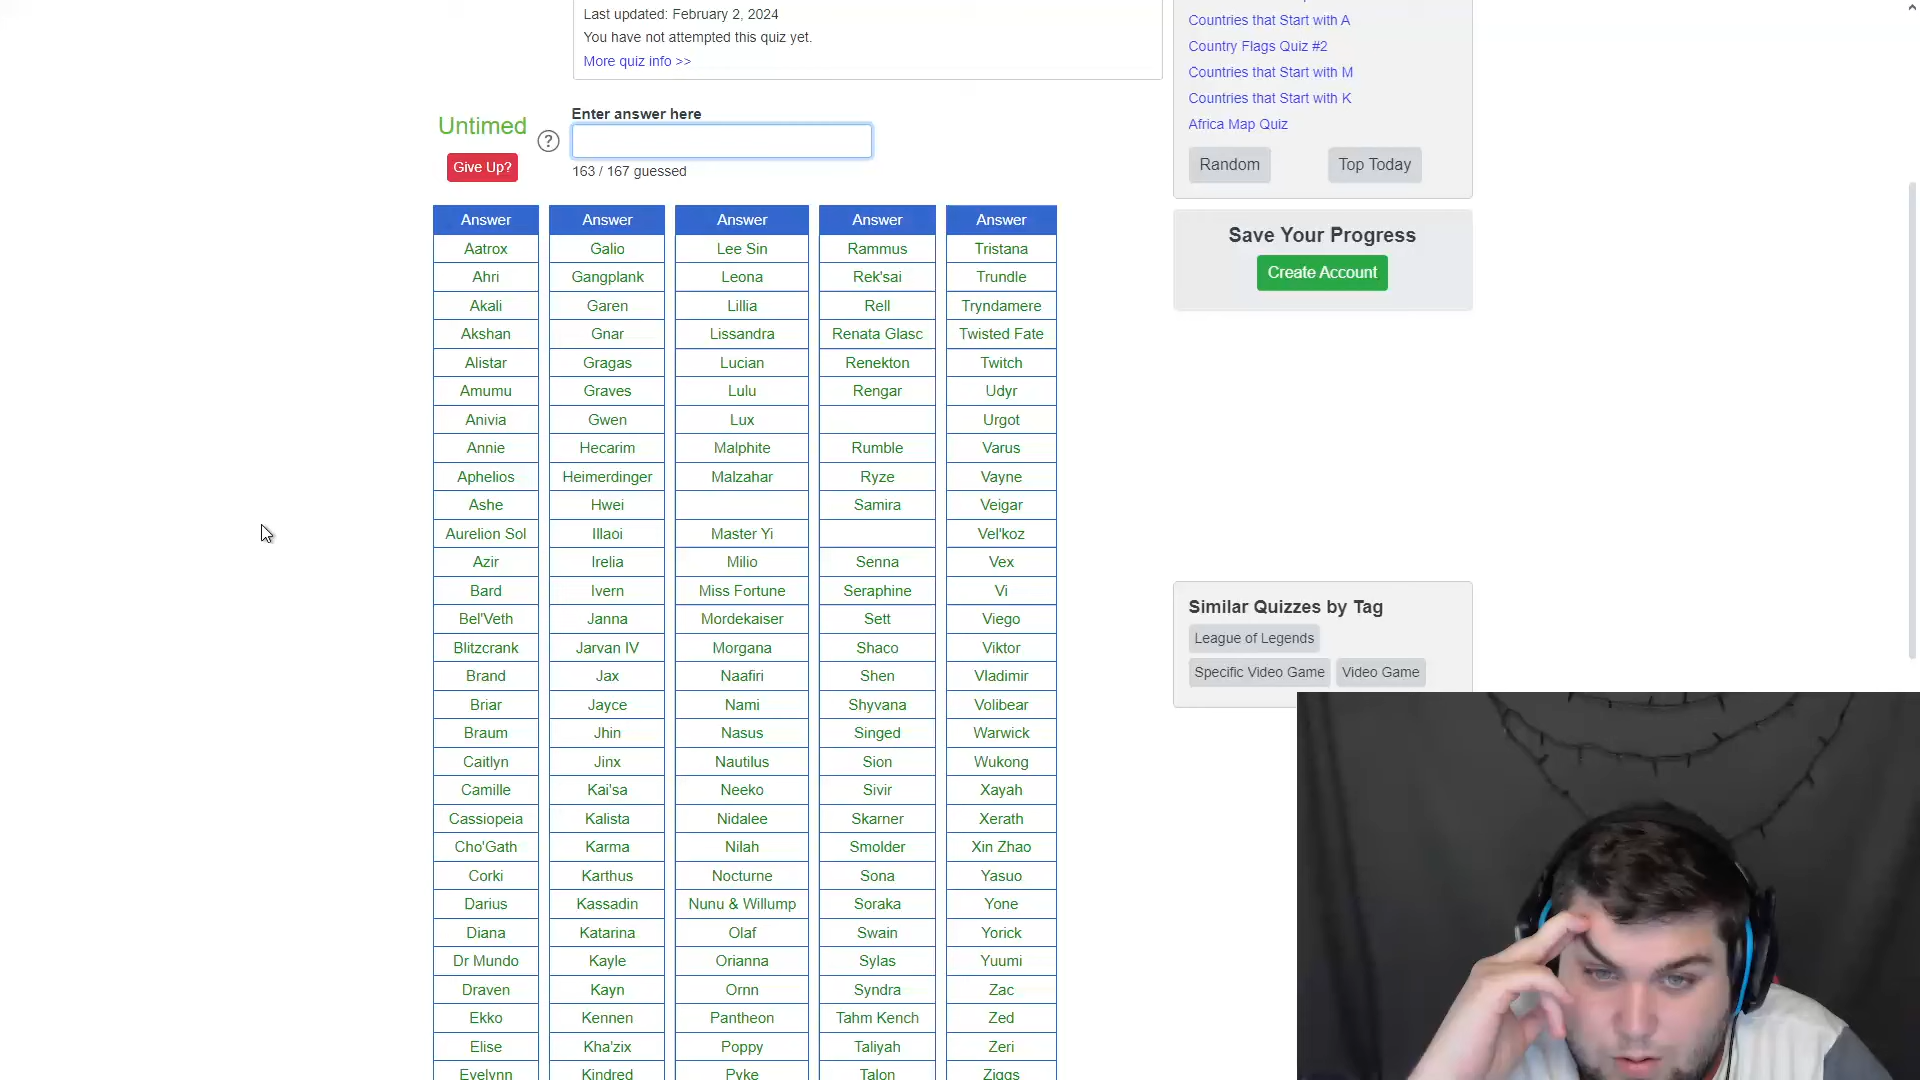 Last updated: February 2, 2024
You have not attempted this quiz yet.
More quiz info >>
Countries that Start with A
Country Flags Quiz #2
Countries that Start with M
Countries that Start with K
Africa Map Quiz
Random Top Today
Untimed
Give Up?
?
Enter answer here
163 / 167 guessed
Save Your Progress
Create Account
Answer Answer Answer Answer Answer
Aatrox Galio Lee Sin Rammus Tristana
Ahri Gangplank Leona Rek'sai Trundle
Akali Garen Lillia Rell Tryndamere
Akshan Gnar Lissandra Renata Glasc Twisted Fate
Alistar Gragas Lucian Renekton Twitch
Amumu Graves Lulu Rengar Udyr
Anivia Gwen Lux Urgot
Annie Hecarim Malphite Rumble Varus
Aphelios Heimerdinger Malzahar Ryze Vayne
Ashe Hwei Samira Veigar
Aurelion Sol Illaoi Master Yi Vel'koz
Azir Irelia Milio Senna Vex
Bard Ivern Miss Fortune Seraphine Vi
Bel'Veth Janna Mordekaiser Sett Viego
Blitzcrank Jarvan IV Morgana Shaco Viktor
Brand Jax Naafiri Shen Vladimir
Briar Jayce Nami Shyvana Volibear
Braum Jhin Nasus Singed Warwick
Caitlyn Jinx Nautilus Sion Wukong
Camille Kai'sa Neeko Sivir Xayah
Cassiopeia Kalista Nidalee Skarner Xerath
Cho'Gath Karma Nilah Smolder Xin Zhao
Corki Karthus Nocturne Sona Yasuo
Darius Kassadin Nunu & Willump Soraka Yone
Diana Katarina Olaf Swain Yorick
Dr Mundo Kayle Orianna Sylas Yuumi
Draven Kayn Ornn Syndra Zac
Ekko Kennen Pantheon Tahm Kench Zed
Elise Kha'zix Poppy Taliyah Zeri
Evelynn Kindred Pyke Talon Ziggs
Similar Quizzes by Tag
League of Legends
Specific Video Game Video Game